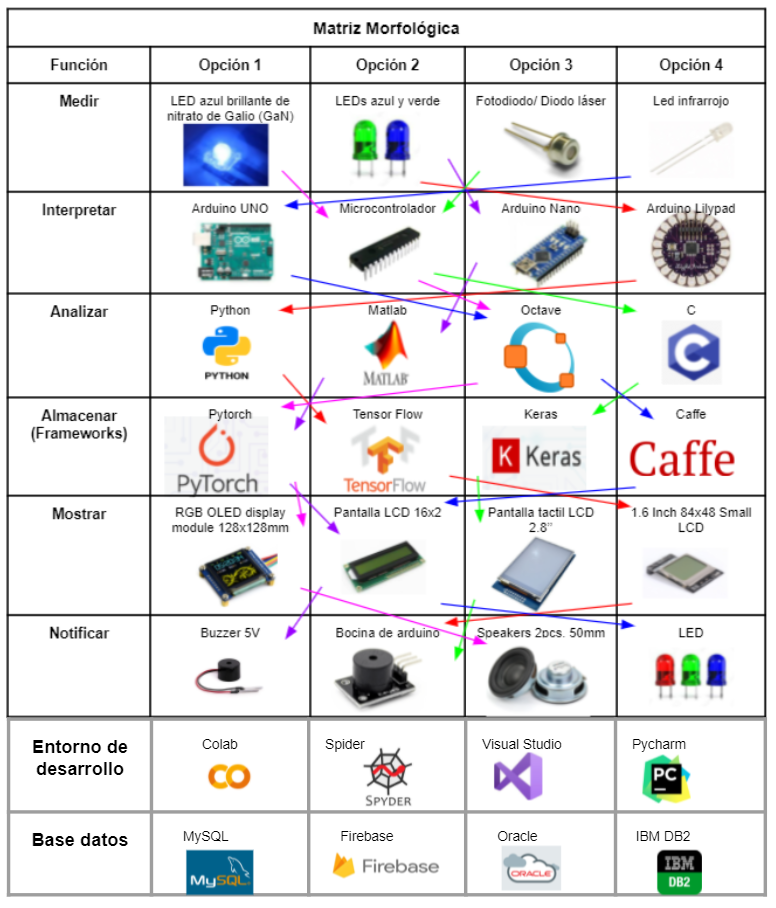 Matriz Morfológica
Función
Opción 1
Opción 2
Opción 3
Opción 4
Medir
LED azul brillante de
nitrato de Galio (GaN)
LEDs azul y verde
Fotodiodo/ Diodo láser
Led infrarrojo
Interpretar
Arduino UNO
Microcontrolador
Arduino Nano
Arduino Lilypad
Analizar
Python
PYTHON
Matlab
MATLAB
Octave
C
C
Almacenar
(Frameworks)
Pytorch
PyTorch
Tensor Flow
TensorFlow
Keras
K Keras
Caffe
Caffe
Mostrar
RGB OLED display
module 128x128mm
Pantalla LCD 16x2
Pantalla tactil LCD
2.8"
1.6 Inch 84x48 Small
LCD
Notificar
Buzzer 5V
Bocina de arduino
Speakers 2pcs. 50mm
LED
Entorno de
desarrollo
Colab
Spider
SPYDER
Visual Studio
Pycharm
PC
Base datos
MySQL
MySQL
Firebase
Firebase
Oracle
ORACLE
IBM DB2
IBM
DB2